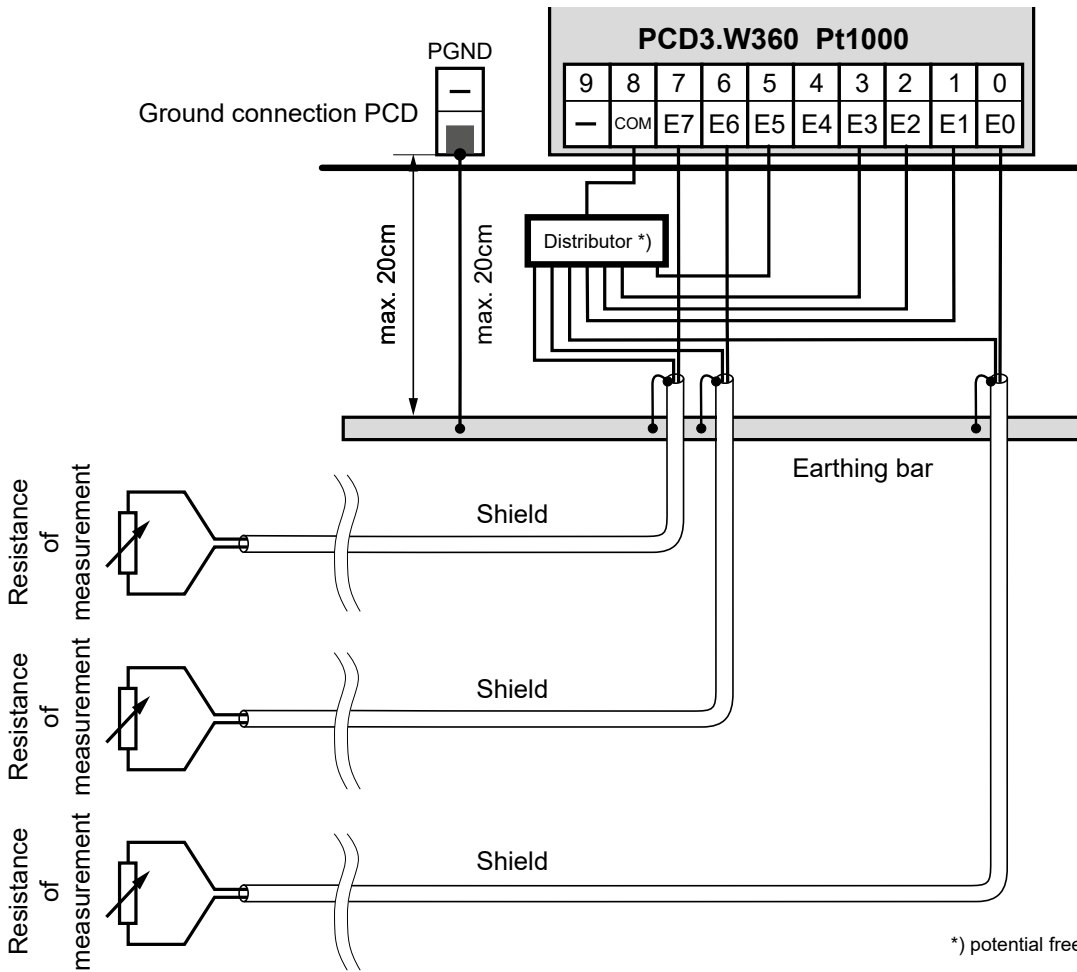 PCD3.W360 Pt1000
PGND
9 8 7 6 5 4 3 2 1 0
–
Ground connection PCD
– COM E7 E6 E5 E4 E3 E2 E1 E0
Distributor *)
max. 20cm
max. 20cm
Earthing bar
Resistance
of
measurement
Shield
Resistance
of
measurement
Shield
Resistance
of
measurement
Shield
*) potential free